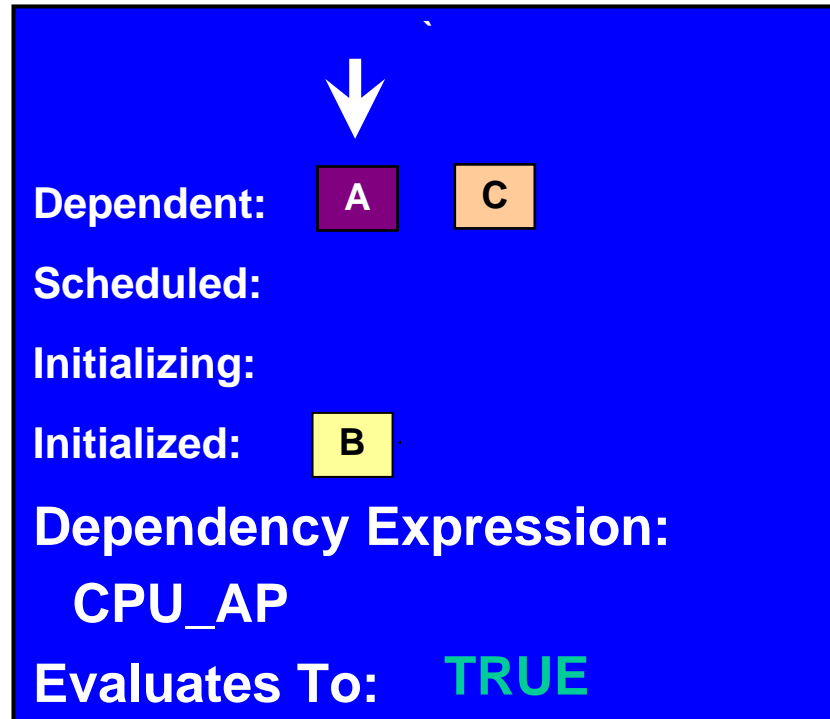 `
Dependent: A C
Scheduled:
Initializing:
Initialized: B
Dependency Expression:
CPU_AP
Evaluates To: TRUE